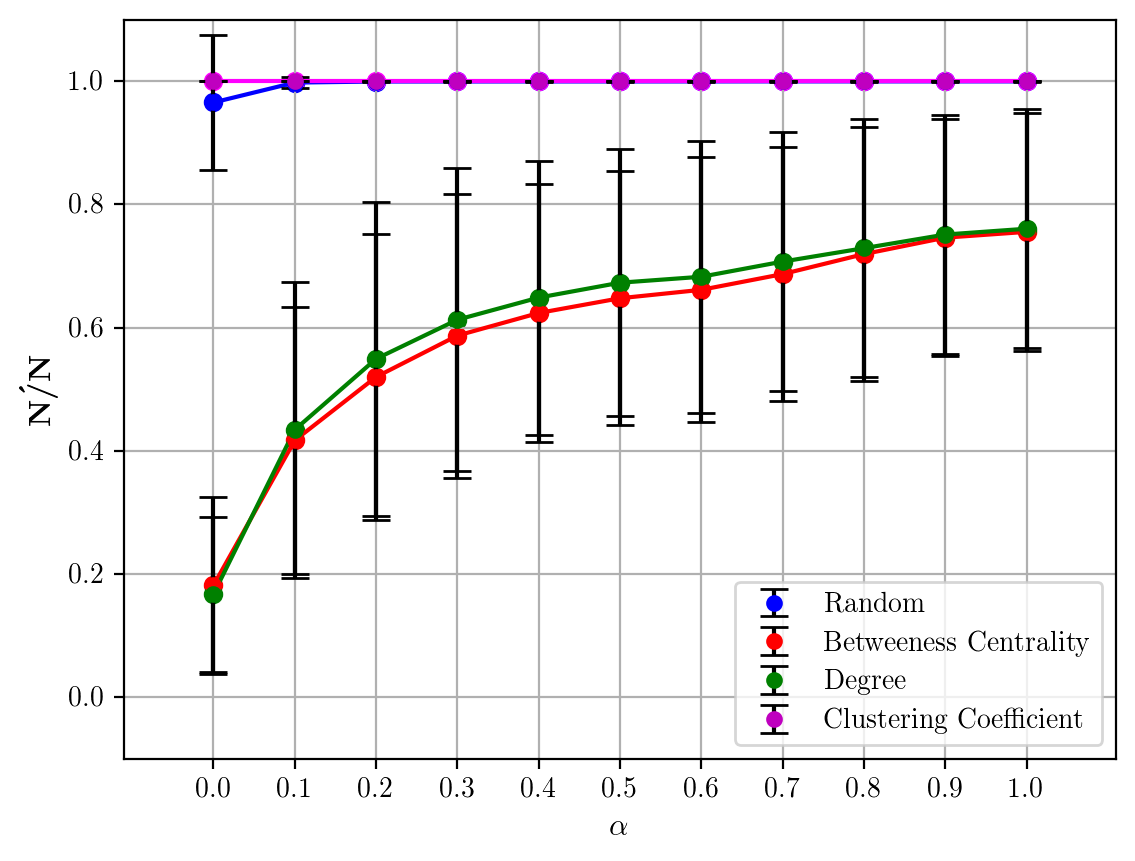 1.0
0.8
0.6
0.4
0.2
0.0
Ń/N
Random
Betweeness Centrality
Degree
Clustering Coefficient
0.0 0.1 0.2 0.3 0.4 0.5 0.6 0.7 0.8 0.9 1.0
α